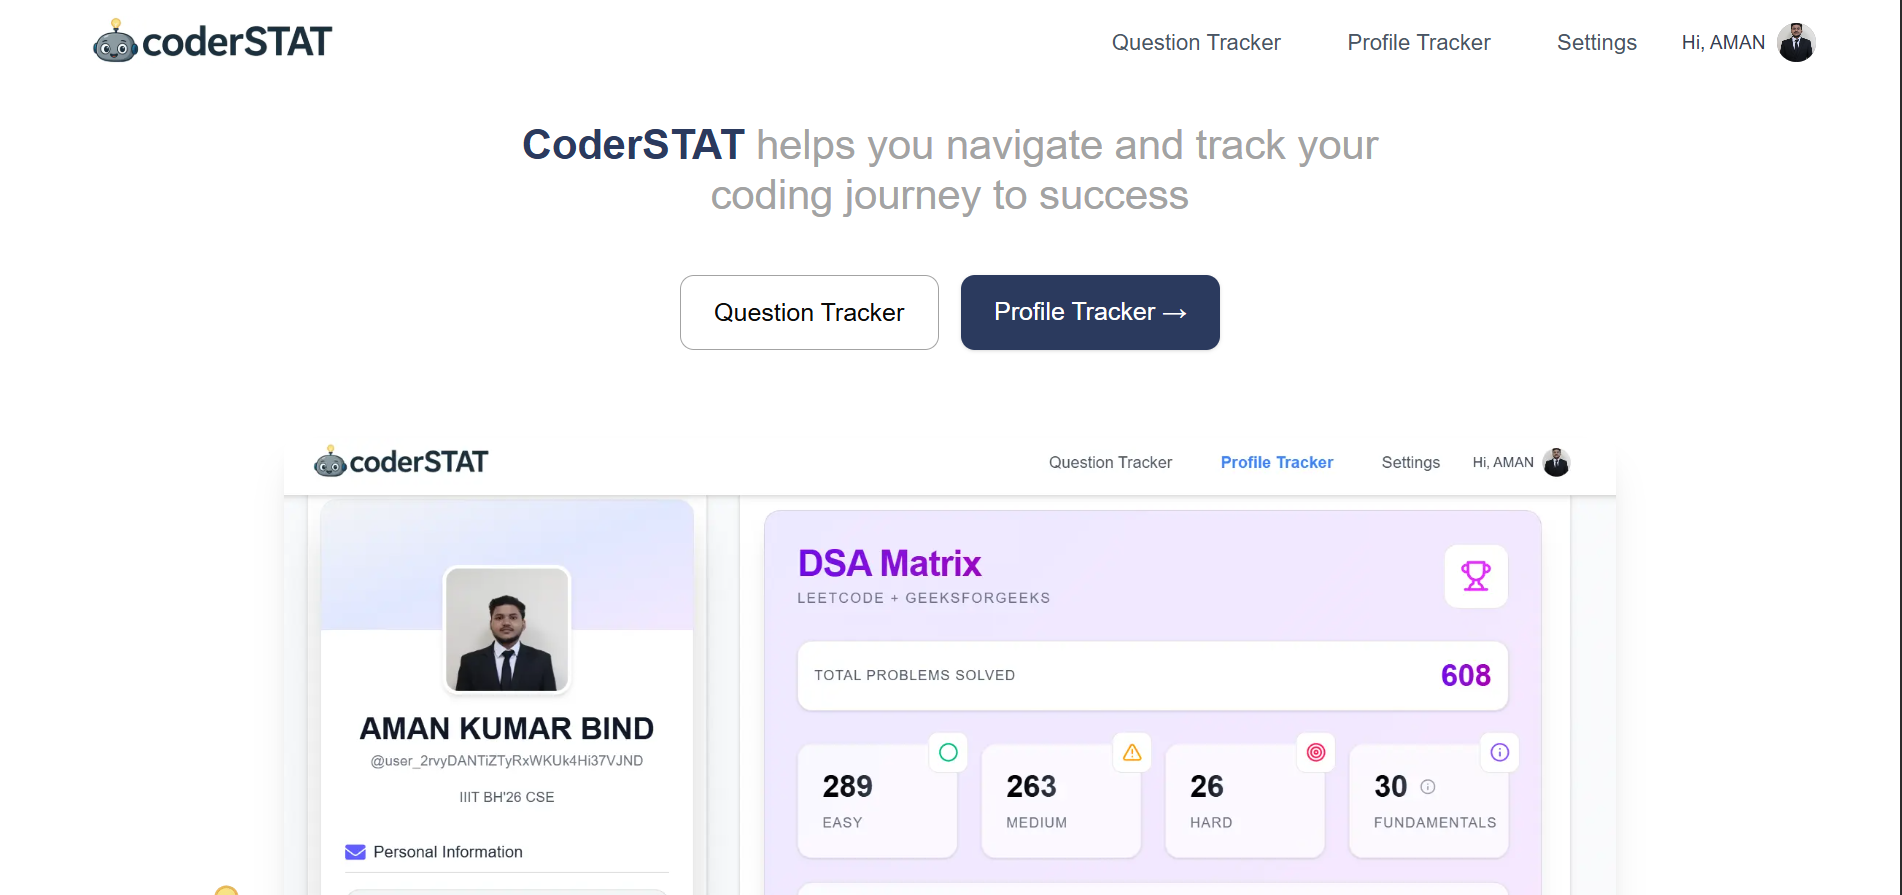 coderSTAT
Question Tracker
Profile Tracker
Settings
Hi, AMAN
CoderSTAT helps you navigate and track your
coding journey to success
Question Tracker
Profile Tracker →
coderSTAT
Question Tracker
Profile Tracker
Settings
Hi, AMAN
AMAN KUMAR BIND
@user_2rvyDANTiZTyRxWKUk4Hi37VJND
IIIT BH'26 CSE
Personal Information
DSA Matrix
LEETCODE + GEEKSFORGEEKS
TOTAL PROBLEMS SOLVED
608
289
EASY
263
MEDIUM
26
HARD
30
FUNDAMENTALS